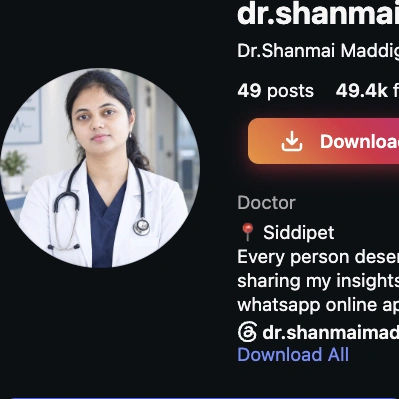 dr.shanmai
Dr.Shanmai Maddig
49 posts 49.4k f
Download
Doctor
Siddipet
Every person deser
sharing my insights
whatsapp online ap
dr.shanmaimad
Download All